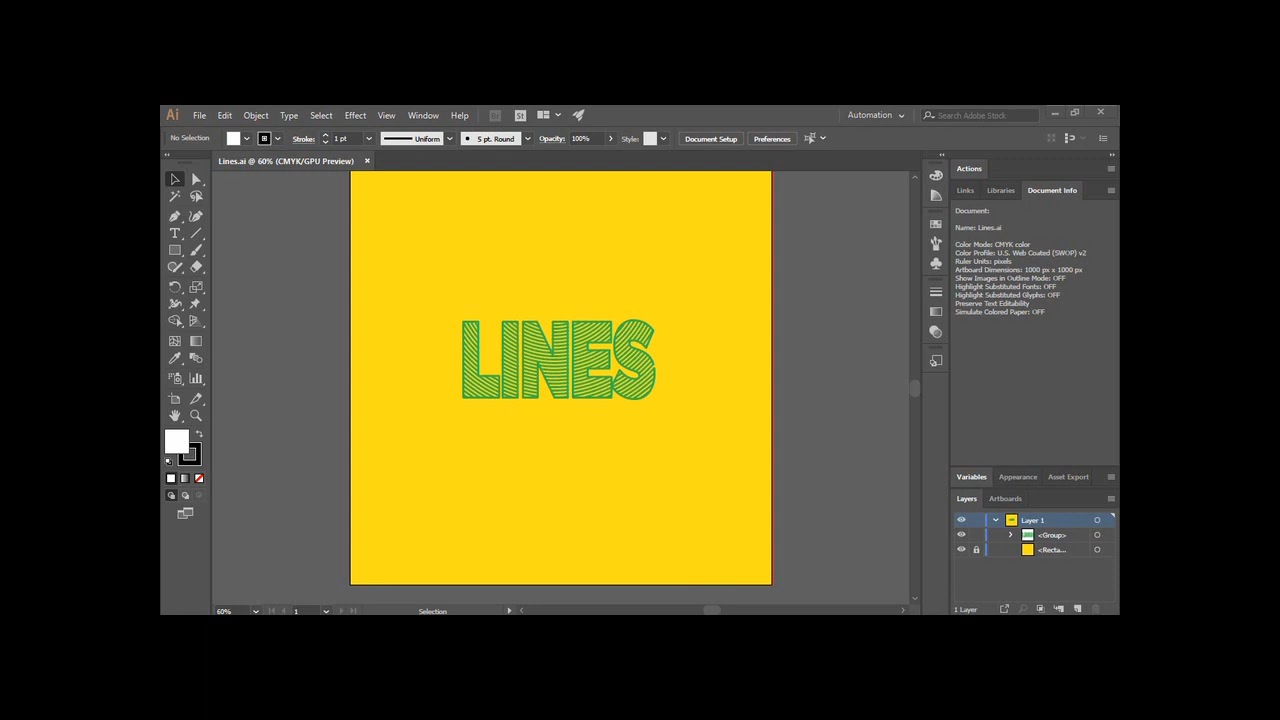 Ai File Edit Object Type Select Effect View Window Help Br St Automation Search Adobe Stock
No Selection Stroke: 1 pt Uniform 5 pt. Round Opacity: 100% Style: Document Setup Preferences
Lines.ai @ 60% (CMYK/GPU Preview)
Actions
Links Libraries Document Info
Document:
Name: Lines.ai
Color Mode: CMYK color
Color Profile: U.S. Web Coated (SWOP) v2
Ruler Units: pixels
Artboard Dimensions: 1000 px x 1000 px
Show Images in Outline Mode: OFF
Highlight Substituted Fonts: OFF
Highlight Substituted Glyphs: OFF
Preserve Text Editability
Simulate Colored Paper: OFF
LINES
Variables Appearance Asset Export
Layers Artboards
Layer 1
<Group>
<Recta...
1 Layer
60% 1 Selection